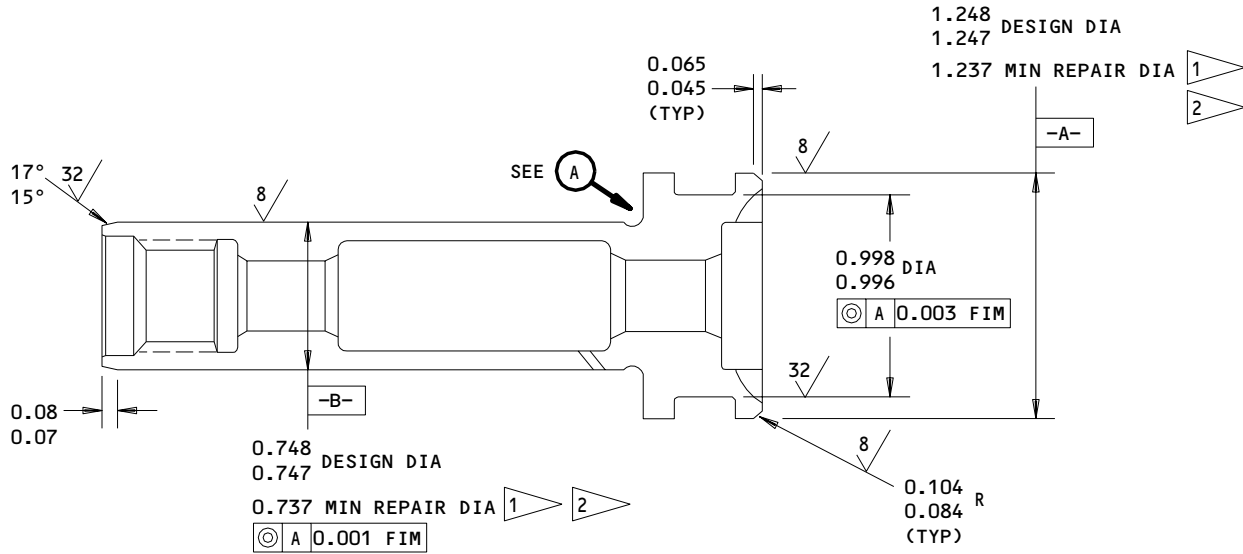 1.248
1.247 DESIGN DIA
1.237 MIN REPAIR DIA 1
2
-A-
0.065
0.045
(TYP)
8
SEE A
17°
15°
32
8
0.998
0.996 DIA
◎ A 0.003 FIM
32
0.08
0.07
-B-
0.748
0.747 DESIGN DIA
0.737 MIN REPAIR DIA 1 2
◎ A 0.001 FIM
8
0.104
0.084 R
(TYP)